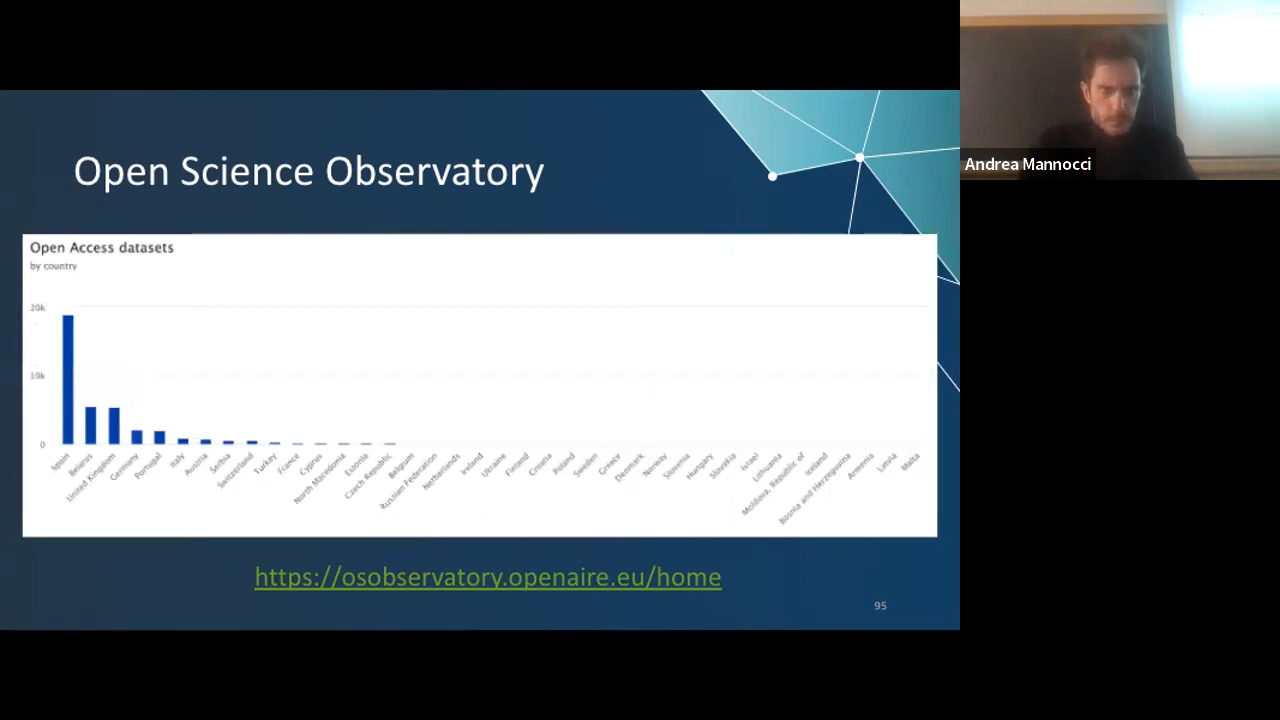 Open Science Observatory
Open Access datasets
by country
20k
10k
0
Spain
Belarus
United Kingdom
Germany
Portugal
Italy
Austria
Serbia
Switzerland
Turkey
France
Cyprus
North Macedonia
Estonia
Czech Republic
Belgium
Russian Federation
Netherlands
Ireland
Ukraine
Finland
Croatia
Poland
Sweden
Greece
Denmark
Norway
Slovenia
Hungary
Slovakia
Israel
Lithuania
Moldova, Republic of
Iceland
Bosnia and Herzegovina
Armenia
Latvia
Malta
https://osobservatory.openaire.eu/home
95
Andrea Mannocci